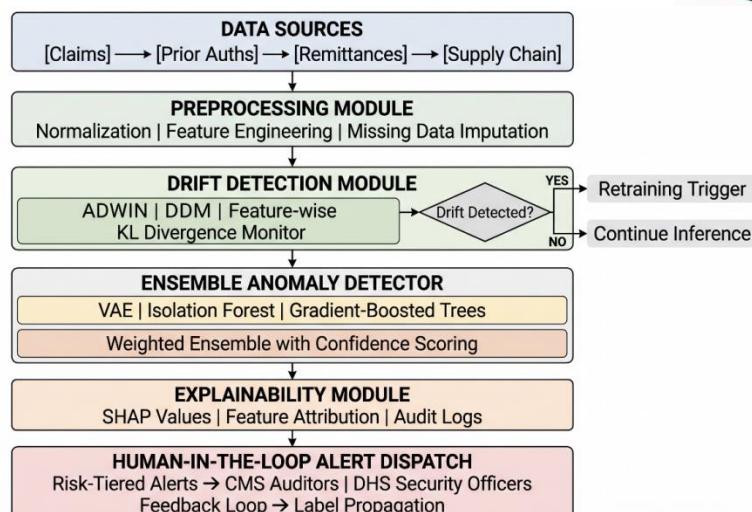 DATA SOURCES
[Claims] → [Prior Auths] → [Remittances] → [Supply Chain]
PREPROCESSING MODULE
Normalization | Feature Engineering | Missing Data Imputation
DRIFT DETECTION MODULE
ADWIN | DDM | Feature-wise
KL Divergence Monitor
Drift Detected?
YES
Retraining Trigger
NO
Continue Inference
ENSEMBLE ANOMALY DETECTOR
VAE | Isolation Forest | Gradient-Boosted Trees
Weighted Ensemble with Confidence Scoring
EXPLAINABILITY MODULE
SHAP Values | Feature Attribution | Audit Logs
HUMAN-IN-THE-LOOP ALERT DISPATCH
Risk-Tiered Alerts → CMS Auditors | DHS Security Officers
Feedback Loop → Label Propagation